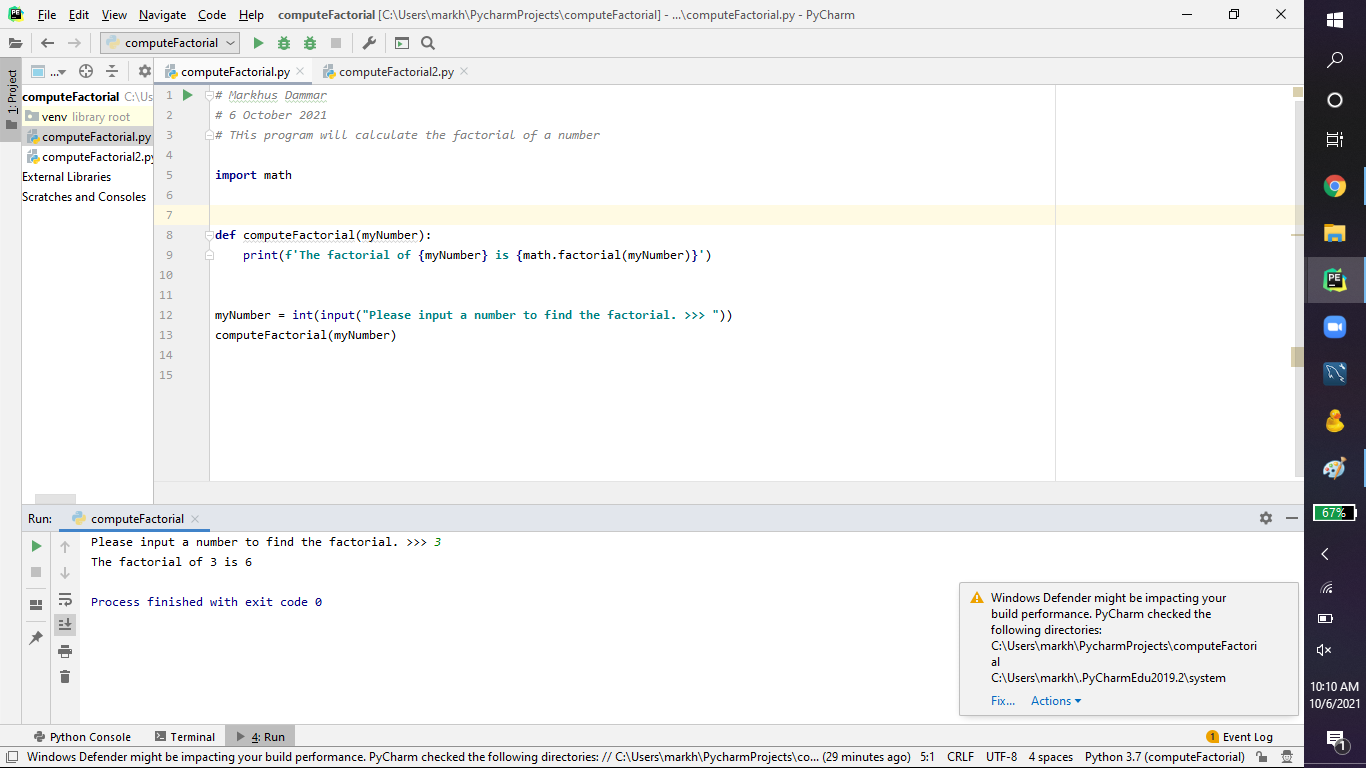 File Edit View Navigate Code Help computeFactorial [C:\Users\markh\PycharmProjects\computeFactorial] - ...\computeFactorial.py - PyCharm
computeFactorial
1: Project
...
computeFactorial.py
computeFactorial2.py
computeFactorial C:\Us
venv library root
computeFactorial.py
computeFactorial2.py
External Libraries
Scratches and Consoles
1 # Markhus Dammar
2 # 6 October 2021
3 # THis program will calculate the factorial of a number
4
5 import math
6
7
8 def computeFactorial(myNumber):
9     print(f'The factorial of {myNumber} is {math.factorial(myNumber)}')
10
11
12 myNumber = int(input("Please input a number to find the factorial. >>> "))
13 computeFactorial(myNumber)
14
15
Run: computeFactorial
Please input a number to find the factorial. >>> 3
The factorial of 3 is 6
Process finished with exit code 0
Windows Defender might be impacting your
build performance. PyCharm checked the
following directories:
C:\Users\markh\PycharmProjects\computeFactori
al
C:\Users\markh\.PyCharmEdu2019.2\system
Fix... Actions
Python Console Terminal 4: Run 1 Event Log
Windows Defender might be impacting your build performance. PyCharm checked the following directories: // C:\Users\markh\PycharmProjects\co... (29 minutes ago) 5:1 CRLF UTF-8 4 spaces Python 3.7 (computeFactorial)
PE
67%
10:10 AM
10/6/2021
1